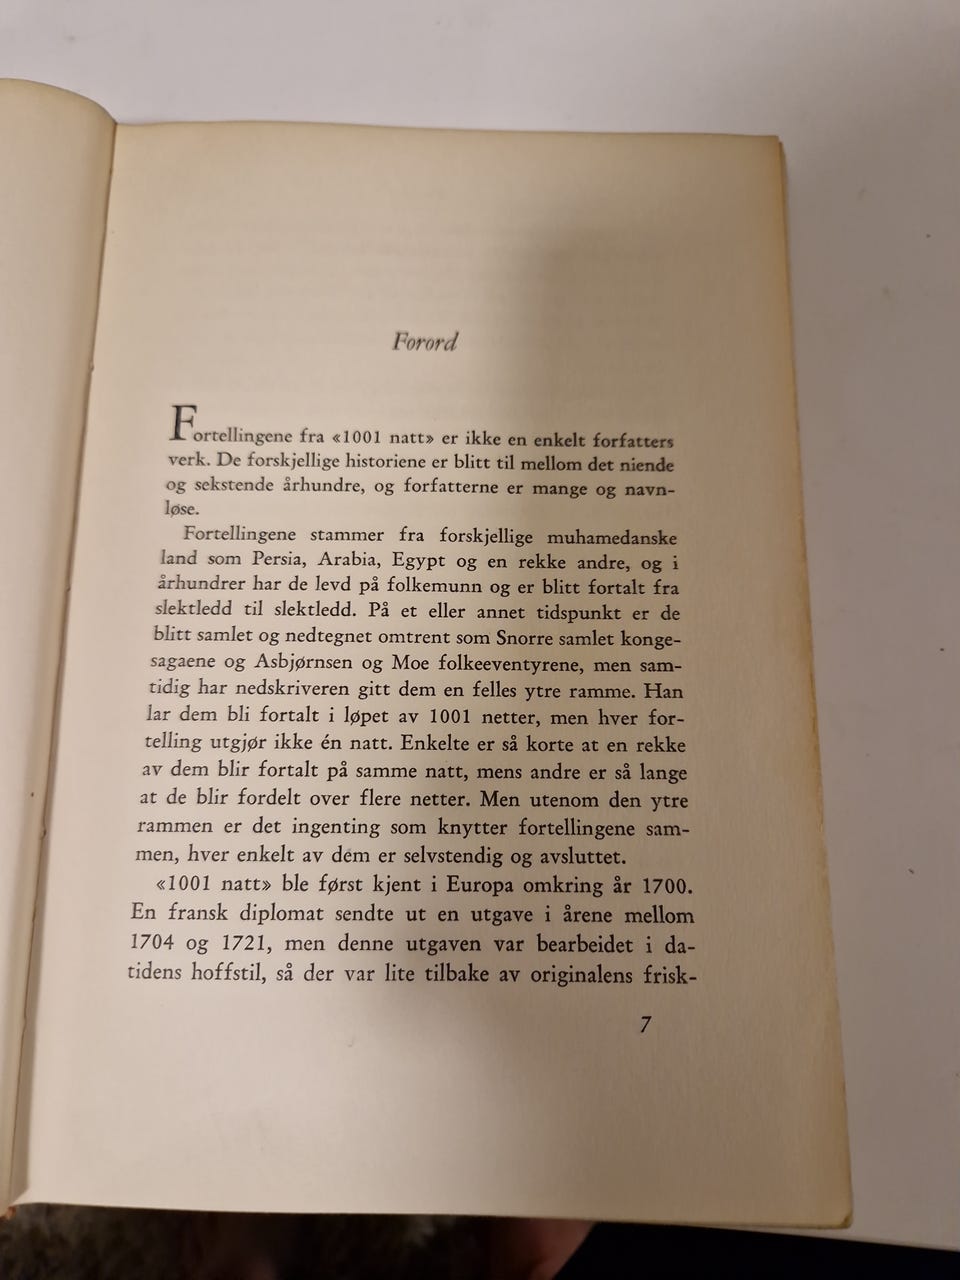 Forord
Fortellingene fra «1001 natt» er ikke en enkelt forfatters
verk. De forskjellige historiene er blitt til mellom det niende
og sekstende århundre, og forfatterne er mange og navn-
løse.
Fortellingene stammer fra forskjellige muhamedanske
land som Persia, Arabia, Egypt og en rekke andre, og i
århundrer har de levd på folkemunn og er blitt fortalt fra
slektledd til slektledd. På et eller annet tidspunkt er de
blitt samlet og nedtegnet omtrent som Snorre samlet konge-
sagaene og Asbjørnsen og Moe folkeeventyrene, men sam-
tidig har nedskriveren gitt dem en felles ytre ramme. Han
lar dem bli fortalt i løpet av 1001 netter, men hver for-
telling utgjør ikke én natt. Enkelte er så korte at en rekke
av dem blir fortalt på samme natt, mens andre er så lange
at de blir fordelt over flere netter. Men utenom den ytre
rammen er det ingenting som knytter fortellingene sam-
men, hver enkelt av dem er selvstendig og avsluttet.
«1001 natt» ble først kjent i Europa omkring år 1700.
En fransk diplomat sendte ut en utgave i årene mellom
1704 og 1721, men denne utgaven var bearbeidet i da-
tidens hoffstil, så der var lite tilbake av originalens frisk-
7